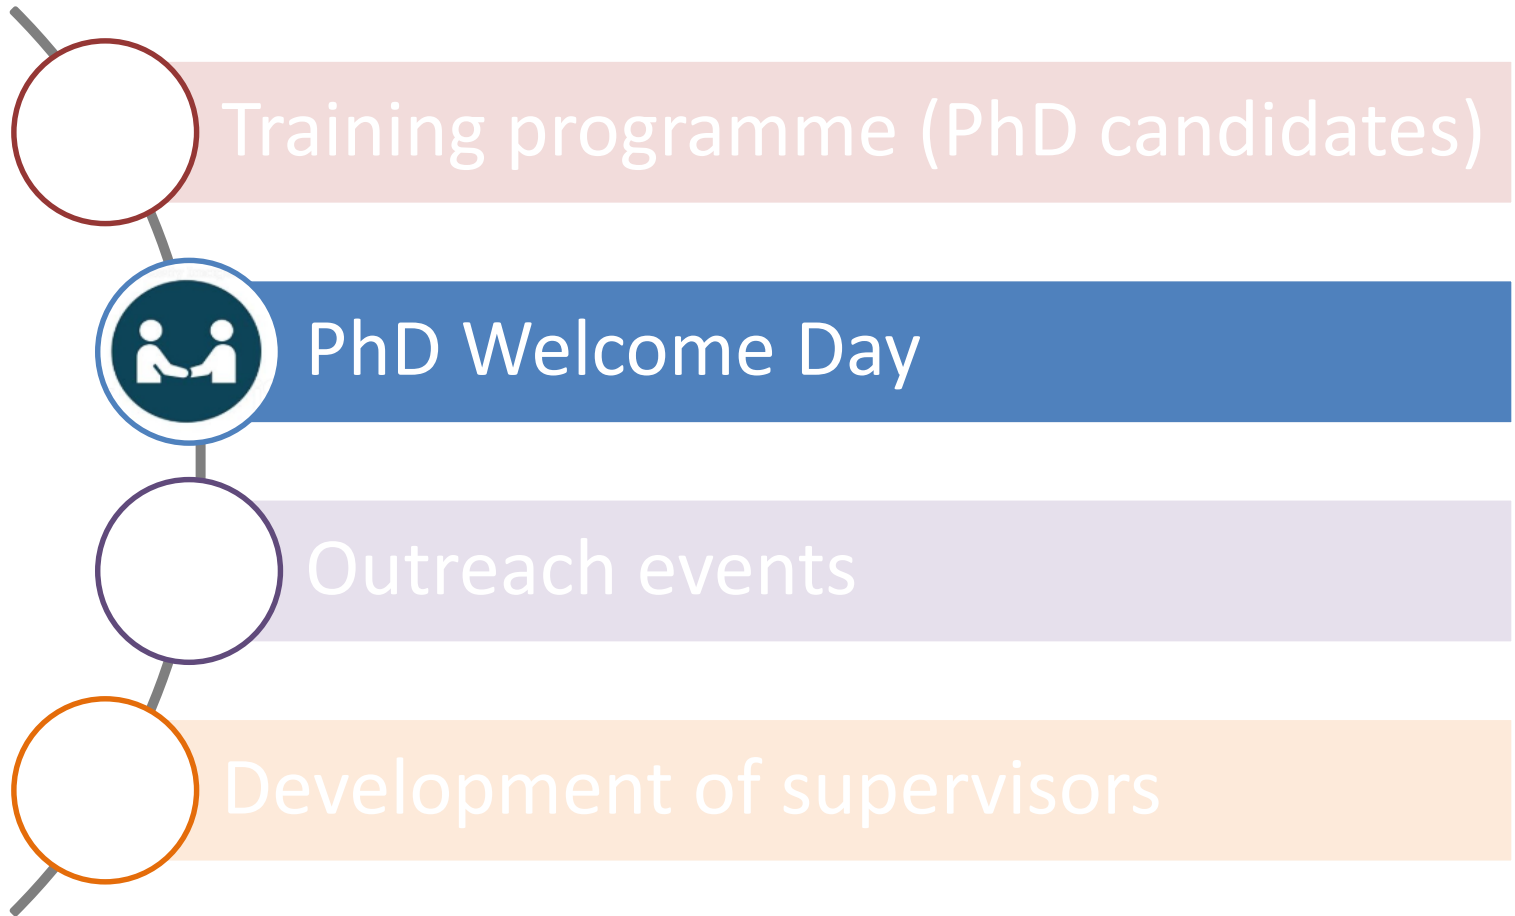 Training programme (PhD candidates)
PhD Welcome Day
Outreach events
Development of supervisors